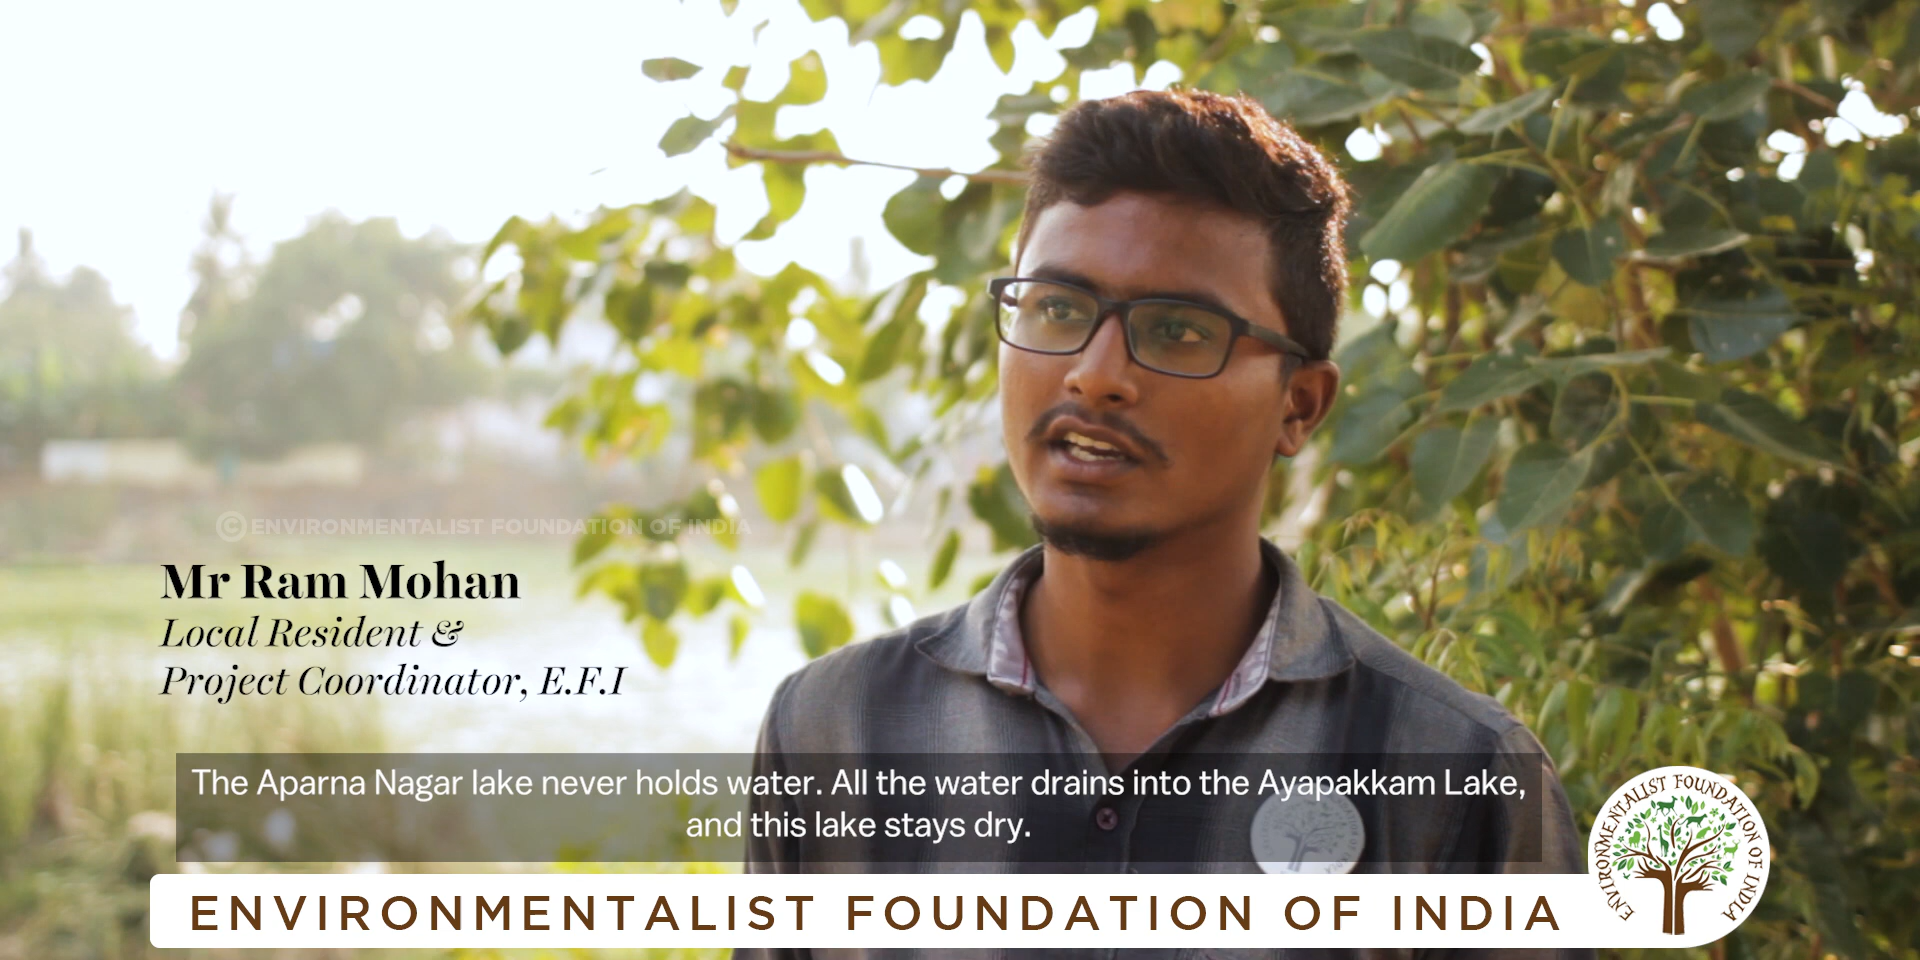 © ENVIRONMENTALIST FOUNDATION OF INDIA
Mr Ram Mohan
Local Resident &
Project Coordinator, E.F.I
The Aparna Nagar lake never holds water. All the water drains into the Ayapakkam Lake,
and this lake stays dry.
ENVIRONMENTALIST FOUNDATION OF INDIA
ENVIRONMENTALIST FOUNDATION OF INDIA